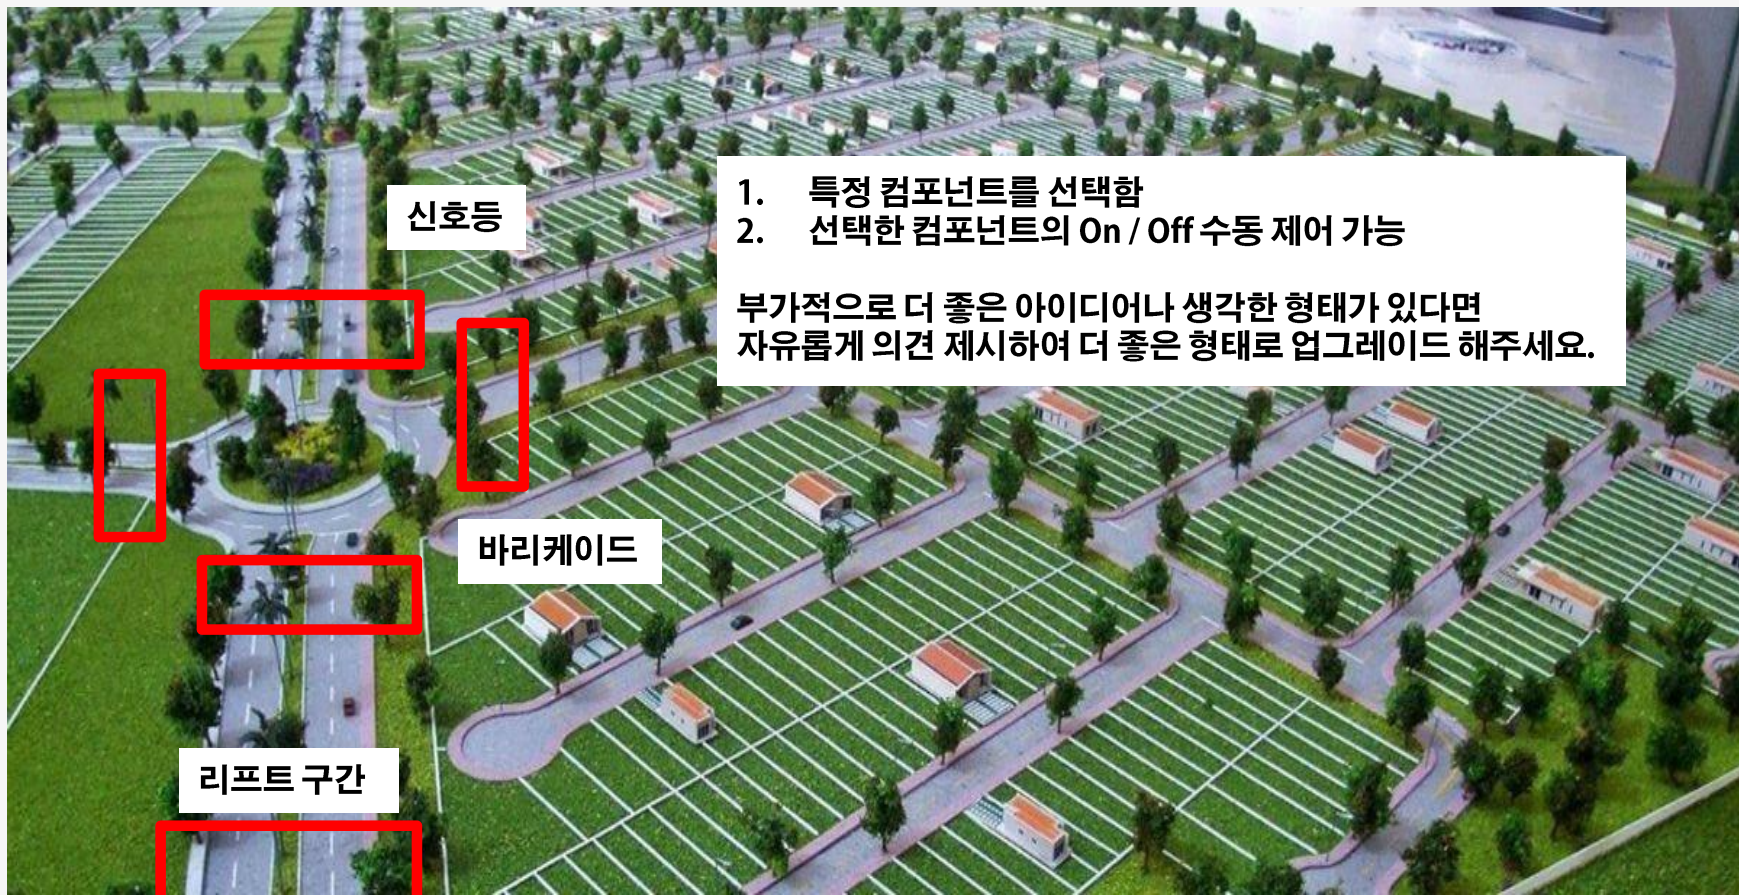 신호등
1. 특정 컴포넌트를 선택함
2. 선택한 컴포넌트의 On / Off 수동 제어 가능
부가적으로 더 좋은 아이디어나 생각한 형태가 있다면
자유롭게 의견 제시하여 더 좋은 형태로 업그레이드 해주세요.
바리케이드
리프트 구간